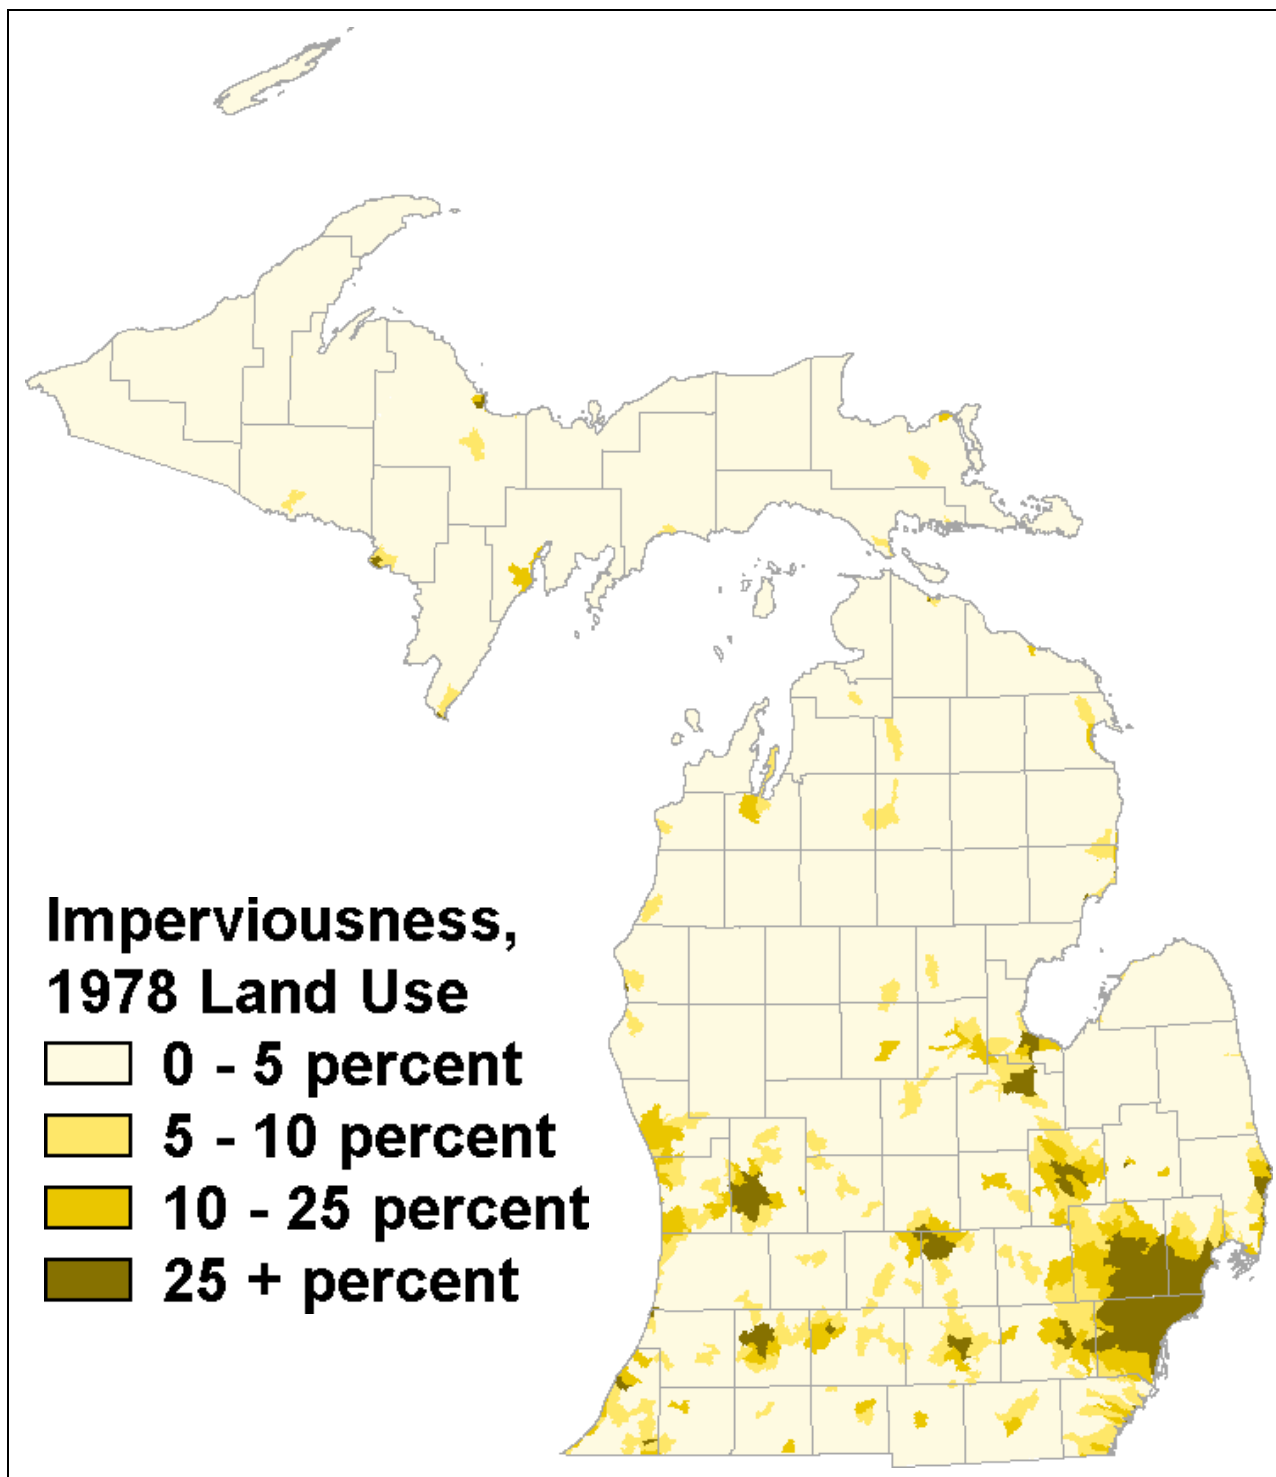 Imperviousness,
1978 Land Use
0 - 5 percent
5 - 10 percent
10 - 25 percent
25 + percent